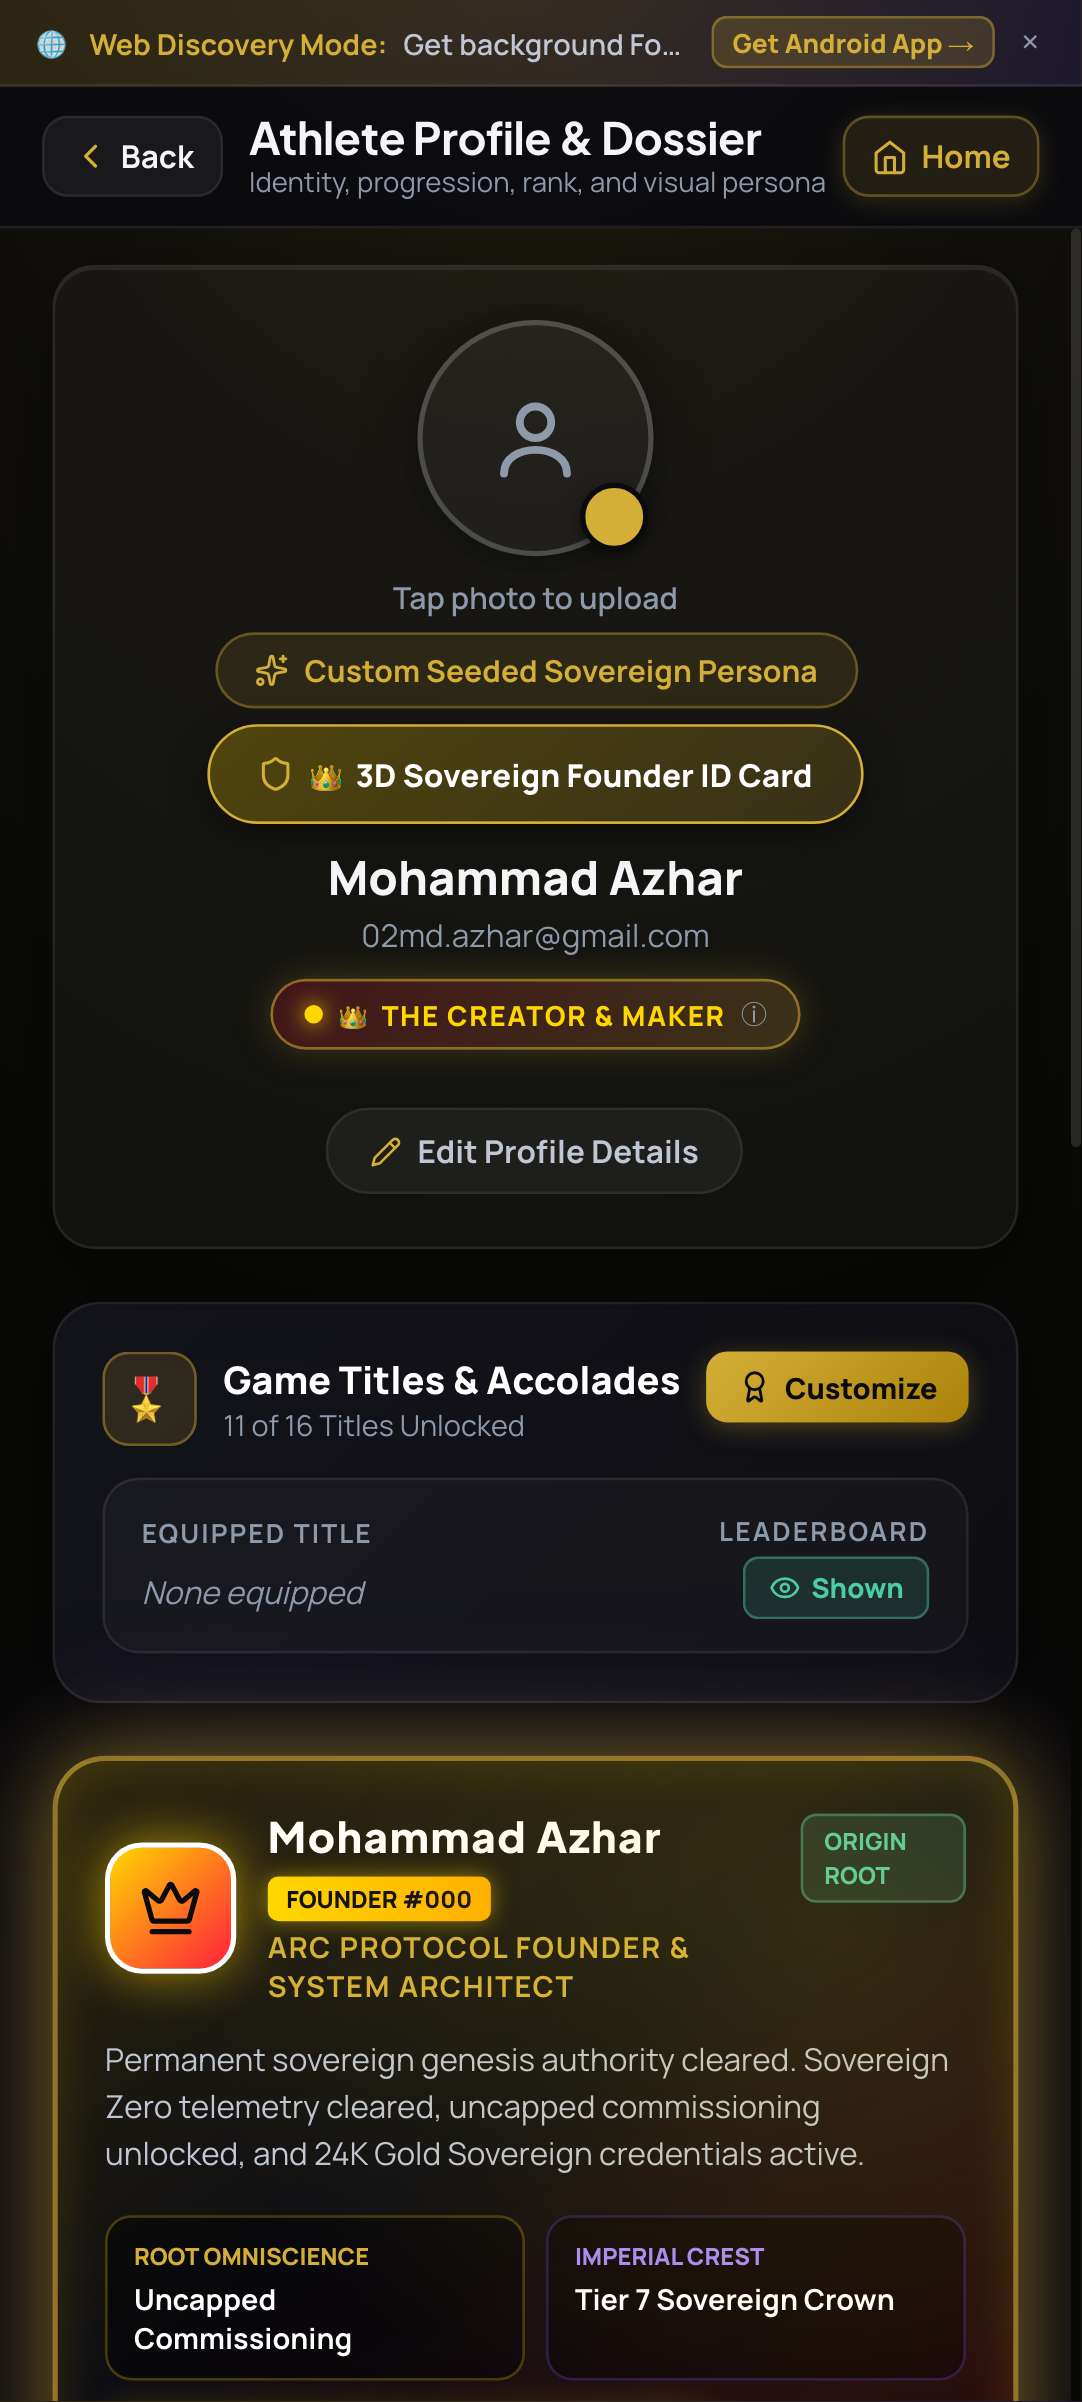 Web Discovery Mode: Get background Fo...
Get Android App →
×
Back
Athlete Profile & Dossier
Identity, progression, rank, and visual persona
Home
Tap photo to upload
Custom Seeded Sovereign Persona
3D Sovereign Founder ID Card
Mohammad Azhar
02md.azhar@gmail.com
THE CREATOR & MAKER ⓘ
Edit Profile Details
Game Titles & Accolades
11 of 16 Titles Unlocked
Customize
EQUIPPED TITLE
None equipped
LEADERBOARD
Shown
Mohammad Azhar
FOUNDER #000
ARC PROTOCOL FOUNDER &
SYSTEM ARCHITECT
ORIGIN
ROOT
Permanent sovereign genesis authority cleared. Sovereign
Zero telemetry cleared, uncapped commissioning
unlocked, and 24K Gold Sovereign credentials active.
ROOT OMNISCIENCE
Uncapped
Commissioning
IMPERIAL CREST
Tier 7 Sovereign Crown